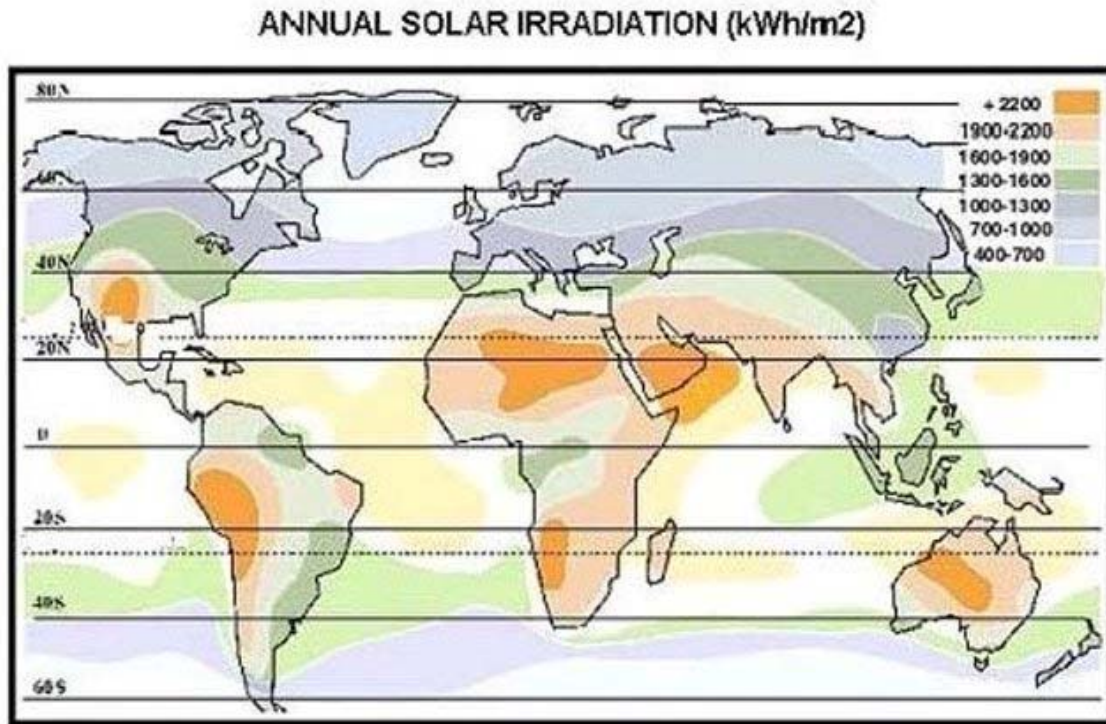 ANNUAL SOLAR IRRADIATION (kWh/m2)
80N
+ 2200
1900-2200
1600-1900
1300-1600
1000-1300
700-1000
400-700
60N
40N
20N
0
20S
40S
60S